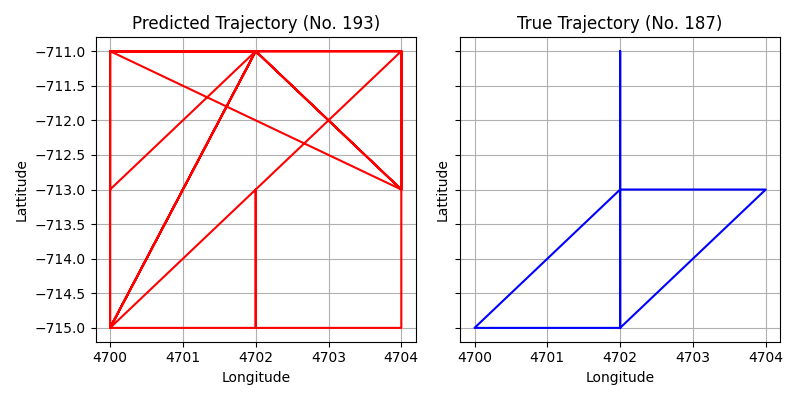 Predicted Trajectory (No. 193)
True Trajectory (No. 187)
Lattitude
−711.0
−711.5
−712.0
−712.5
−713.0
−713.5
−714.0
−714.5
−715.0
4700 4701 4702 4703 4704
Longitude
Lattitude
4700 4701 4702 4703 4704
Longitude